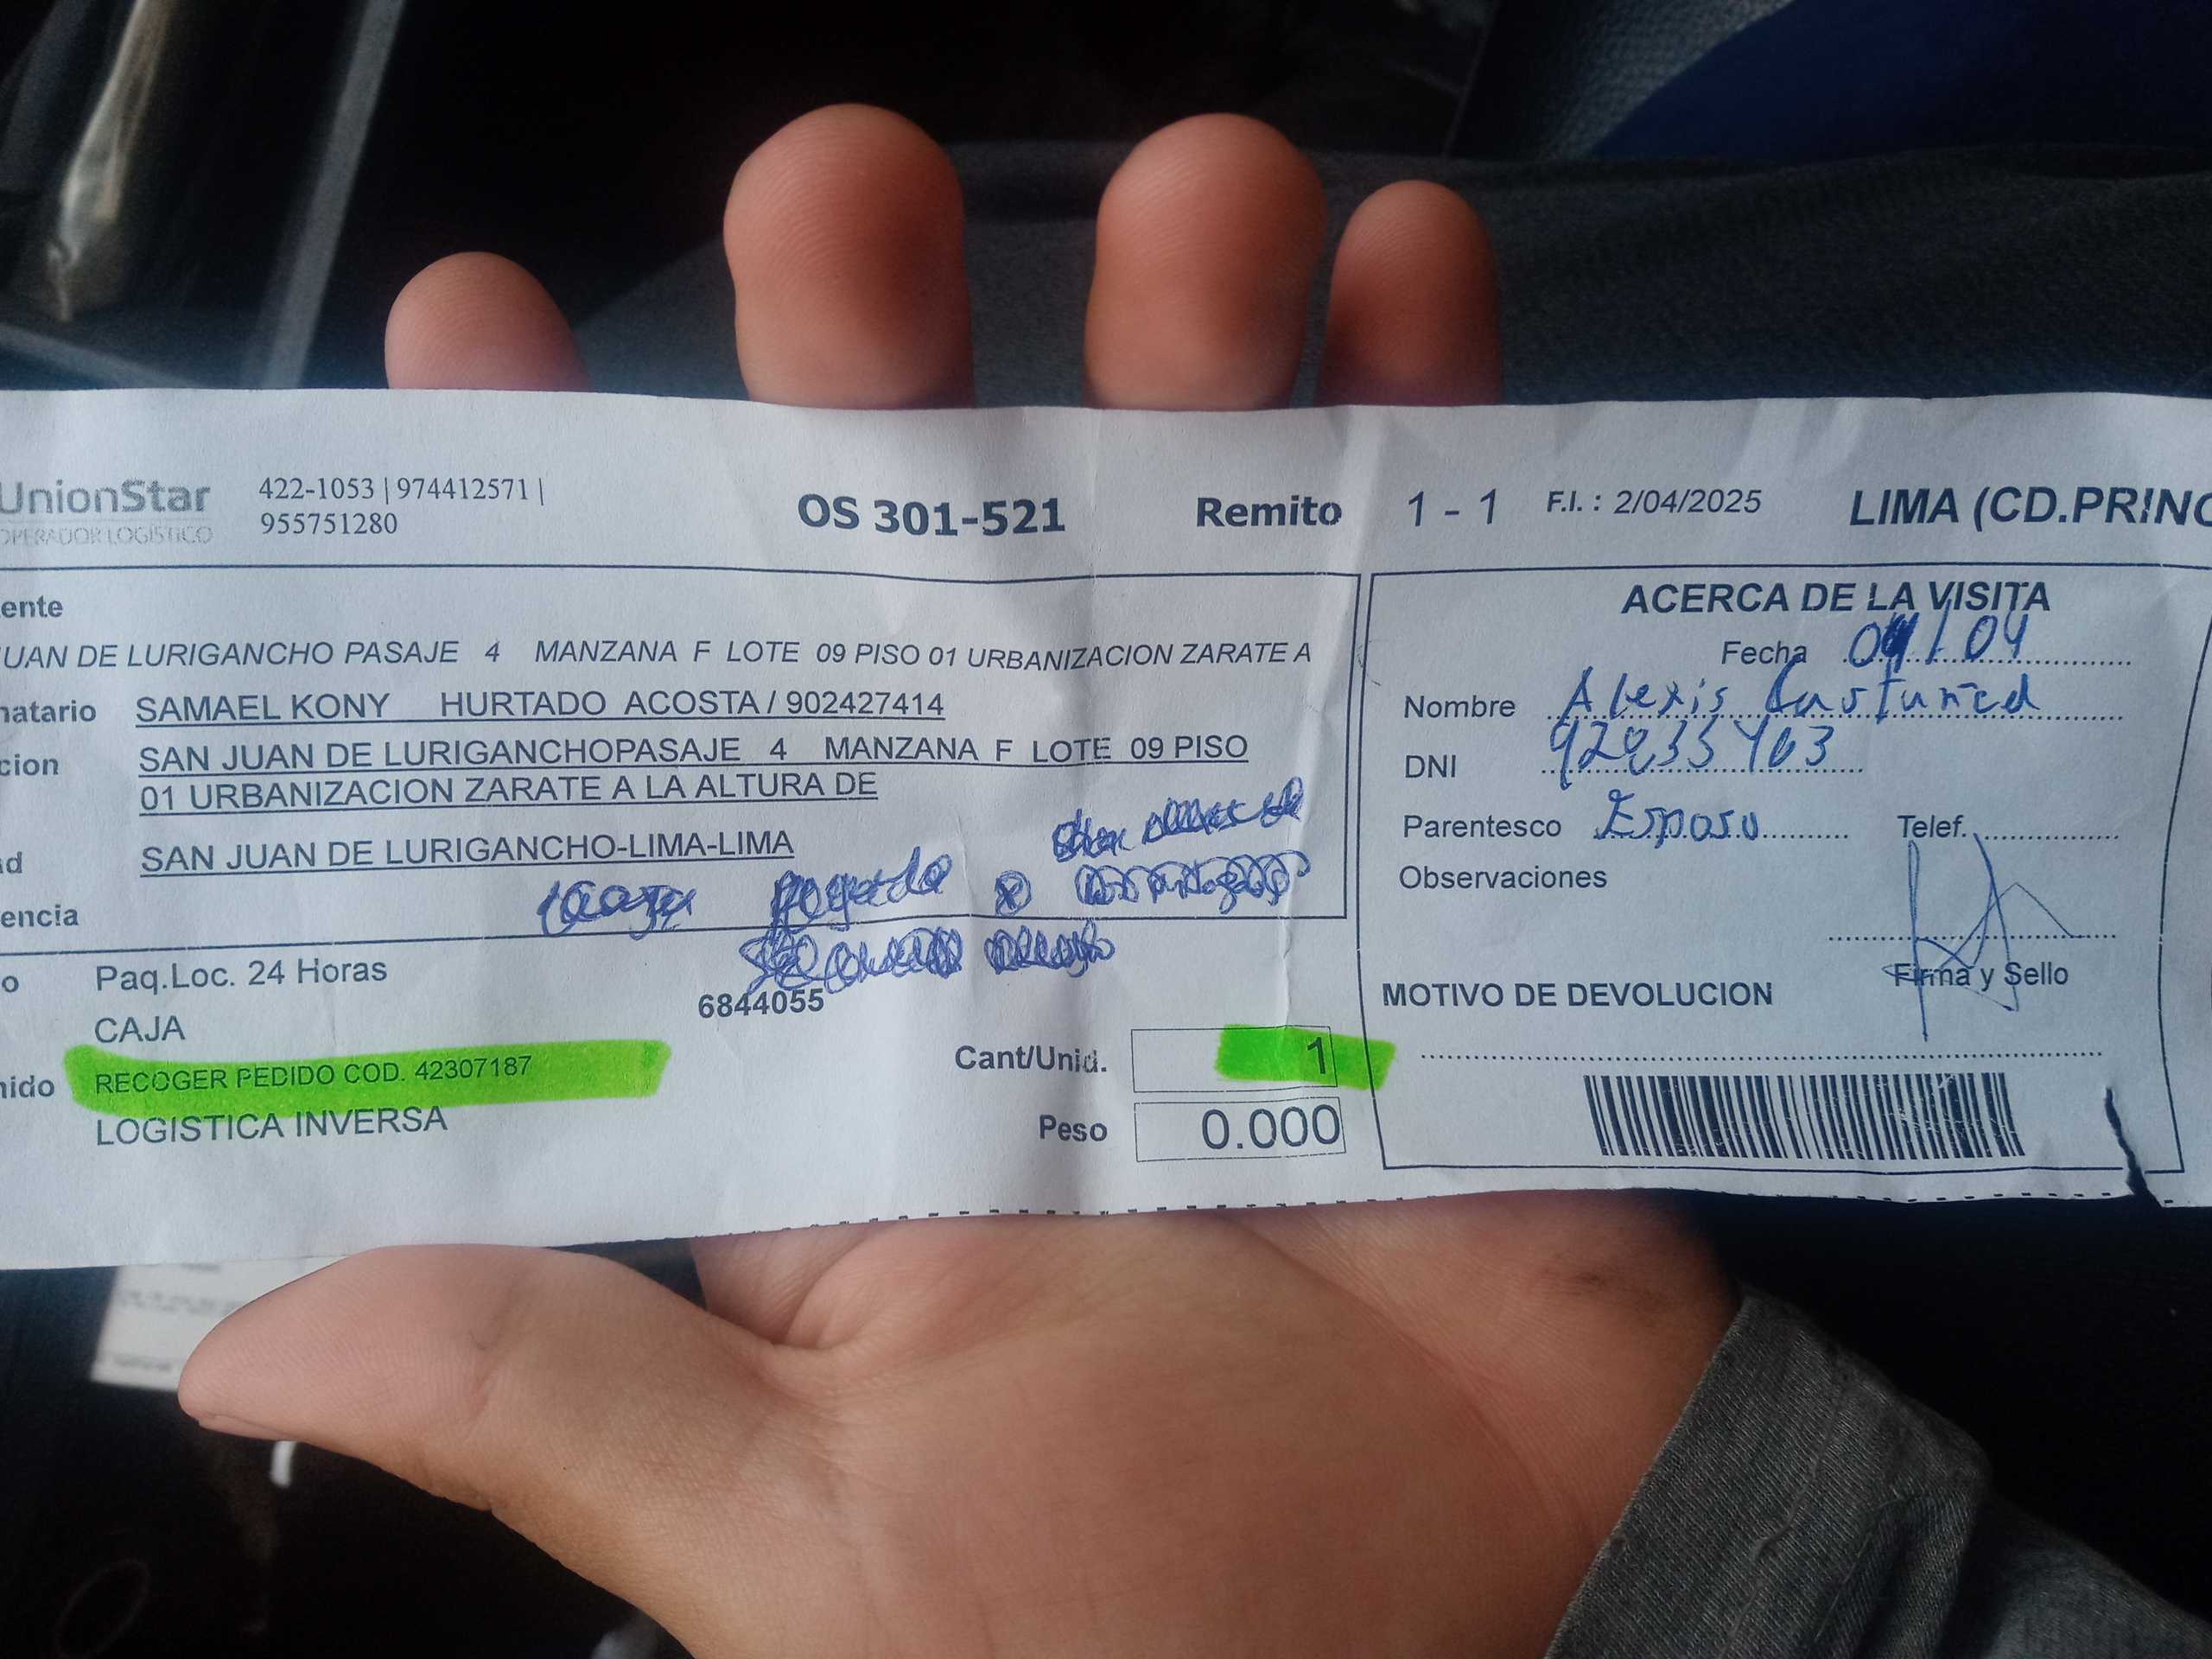 UnionStar
OPERADOR LOGISTICO
422-1053 | 974412571 |
955751280
OS 301-521
Remito 1 - 1
F.I. : 2/04/2025
LIMA (CD.PRINC
ente
UAN DE LURIGANCHO PASAJE 4 MANZANA F LOTE 09 PISO 01 URBANIZACION ZARATE A
natario SAMAEL KONY HURTADO ACOSTA / 902427414
cion SAN JUAN DE LURIGANCHOPASAJE 4 MANZANA F LOTE 09 PISO
01 URBANIZACION ZARATE A LA ALTURA DE
d SAN JUAN DE LURIGANCHO-LIMA-LIMA
encia
o Paq.Loc. 24 Horas
6844055
CAJA
nido RECOGER PEDIDO COD. 42307187
LOGISTICA INVERSA
Cant/Unid. 1
Peso 0.000
ACERCA DE LA VISITA
Fecha /04
Nombre Alexis
DNI
Parentesco Esposo Telef.
Observaciones
Firma y Sello
MOTIVO DE DEVOLUCION